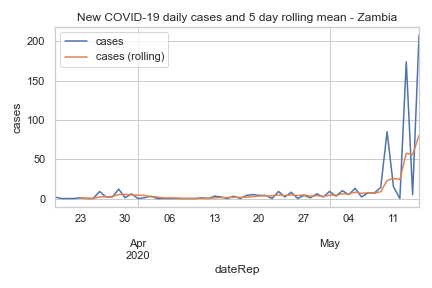 New COVID-19 daily cases and 5 day rolling mean - Zambia
cases
cases (rolling)
200
150
100
50
0
cases
23 30 06 13 20 27 04 11
Apr May
2020
dateRep